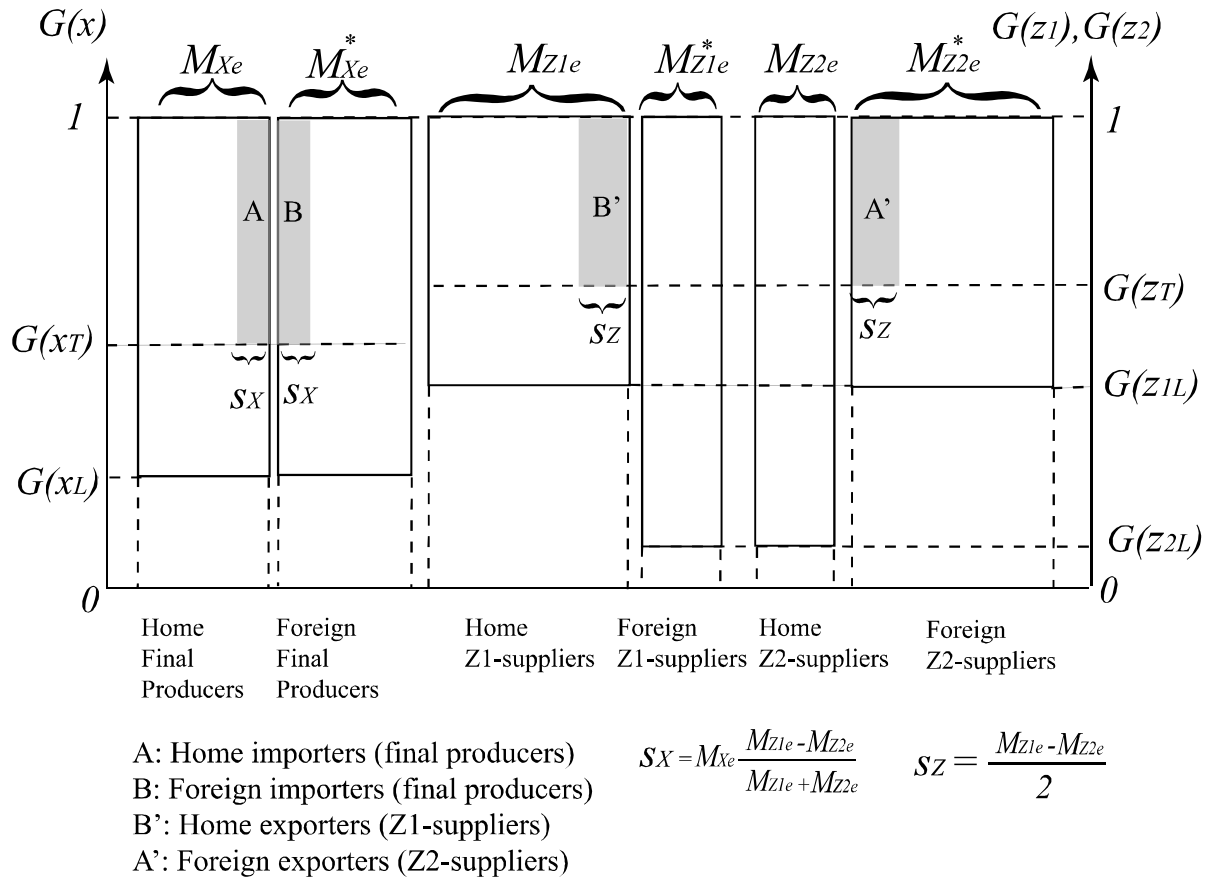 G(x)
G(z1),G(z2)
MXe
M*Xe
MZ1e
M*Z1e
MZ2e
M*Z2e
1
1
A
B
B’
A’
G(zT)
sZ
sZ
G(xT)
sX
sX
G(z1L)
G(xL)
G(z2L)
0
0
Home
Final
Producers
Foreign
Final
Producers
Home
Z1-suppliers
Foreign
Z1-suppliers
Home
Z2-suppliers
Foreign
Z2-suppliers
A: Home importers (final producers)
B: Foreign importers (final producers)
B’: Home exporters (Z1-suppliers)
A’: Foreign exporters (Z2-suppliers)
sX = MXe (MZ1e - MZ2e) / (MZ1e + MZ2e)
sZ = (MZ1e - MZ2e) / 2